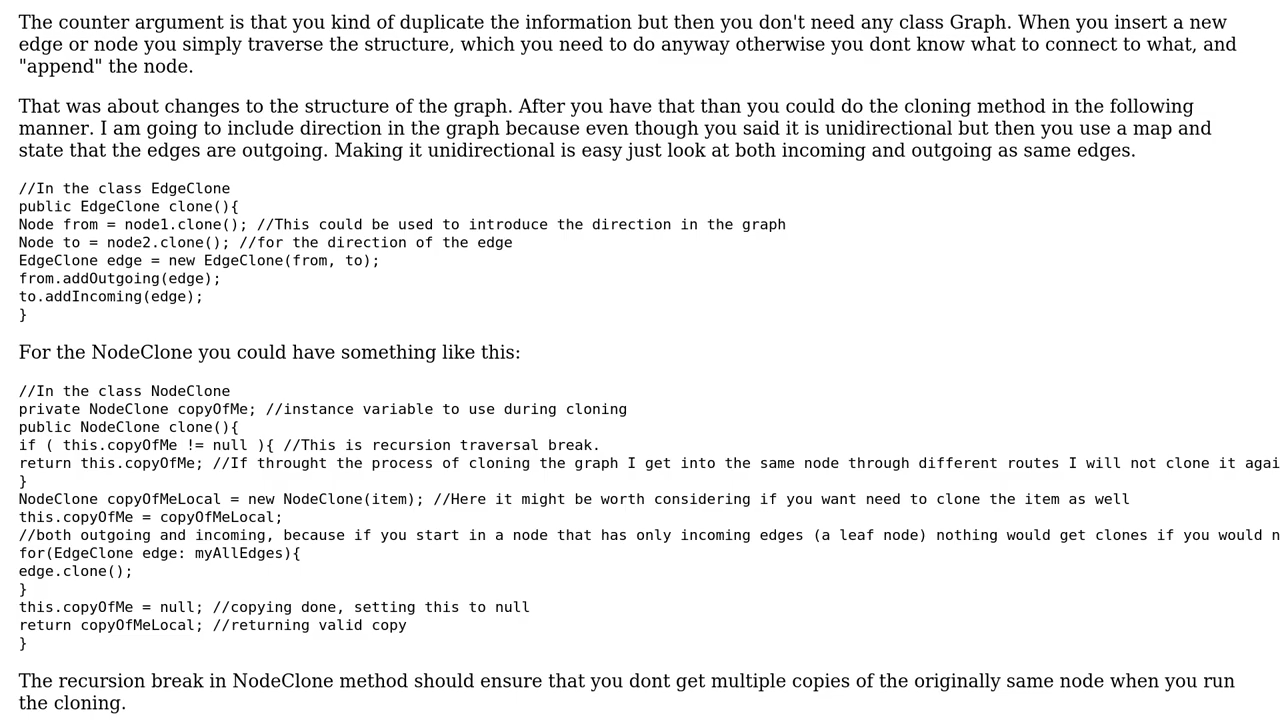 The counter argument is that you kind of duplicate the information but then you don't need any class Graph. When you insert a new
edge or node you simply traverse the structure, which you need to do anyway otherwise you dont know what to connect to what, and
"append" the node.
That was about changes to the structure of the graph. After you have that than you could do the cloning method in the following
manner. I am going to include direction in the graph because even though you said it is unidirectional but then you use a map and
state that the edges are outgoing. Making it unidirectional is easy just look at both incoming and outgoing as same edges.
//In the class EdgeClone
public EdgeClone clone(){
Node from = node1.clone(); //This could be used to introduce the direction in the graph
Node to = node2.clone(); //for the direction of the edge
EdgeClone edge = new EdgeClone(from, to);
from.addOutgoing(edge);
to.addIncoming(edge);
}
For the NodeClone you could have something like this:
//In the class NodeClone
private NodeClone copyOfMe; //instance variable to use during cloning
public NodeClone clone(){
if ( this.copyOfMe != null ){ //This is recursion traversal break.
return this.copyOfMe; //If throught the process of cloning the graph I get into the same node through different routes I will not clone it agai
}
NodeClone copyOfMeLocal = new NodeClone(item); //Here it might be worth considering if you want need to clone the item as well
this.copyOfMe = copyOfMeLocal;
//both outgoing and incoming, because if you start in a node that has only incoming edges (a leaf node) nothing would get clones if you would n
for(EdgeClone edge: myAllEdges){
edge.clone();
}
this.copyOfMe = null; //copying done, setting this to null
return copyOfMeLocal; //returning valid copy
}
The recursion break in NodeClone method should ensure that you dont get multiple copies of the originally same node when you run
the cloning.